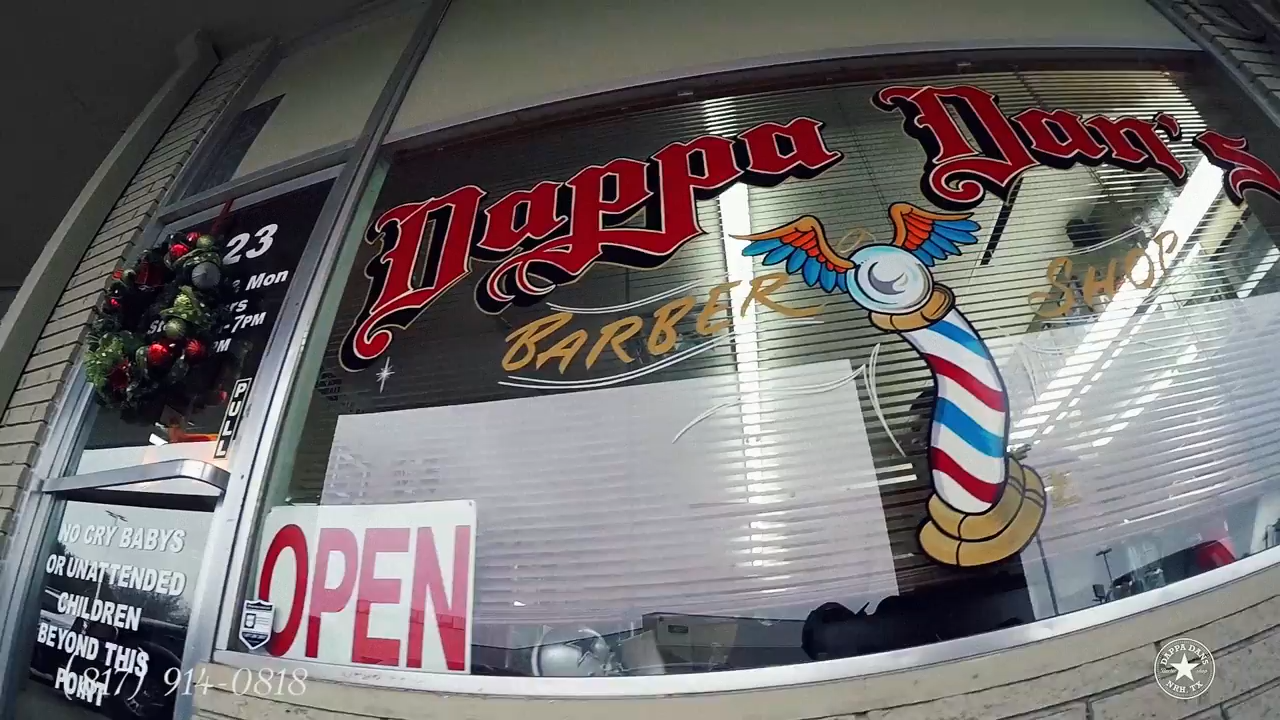 Dappa Dan's
BARBER SHOP
23
Mon
-7PM
PULL
OPEN
NO CRY BABYS
OR UNATTENDED
CHILDREN
BEYOND THIS
POINT
(817) 914-0818
DAPPA DANS
NRH, TX